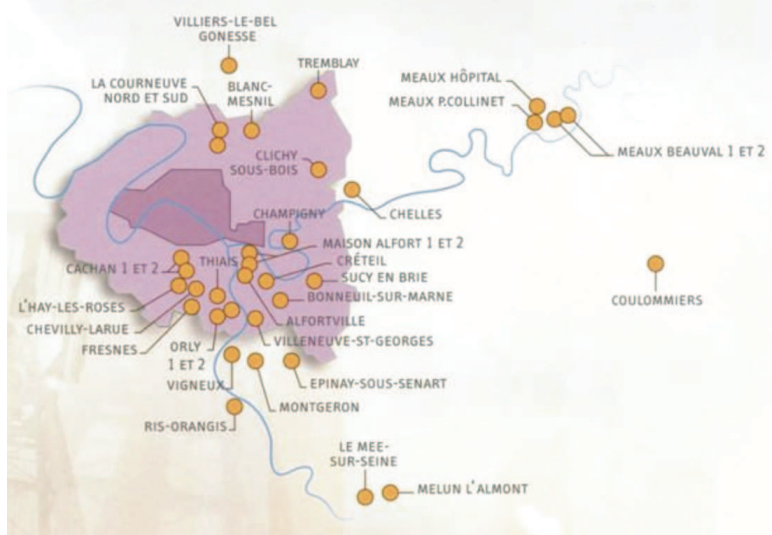 VILLIERS-LE-BEL
GONESSE
TREMBLAY
LA COURNEUVE
NORD ET SUD
BLANC-
MESNIL
MEAUX HÔPITAL
MEAUX P.COLLINET
MEAUX BEAUVAL 1 ET 2
CLICHY
SOUS-BOIS
CHELLES
CHAMPIGNY
MAISON ALFORT 1 ET 2
CACHAN 1 ET 2
THIAIS
CRÉTEIL
SUCY EN BRIE
L'HAY-LES-ROSES
BONNEUIL-SUR-MARNE
COULOMMIERS
CHEVILLY-LARUE
ALFORTVILLE
FRESNES
ORLY
1 ET 2
VILLENEUVE-ST-GEORGES
VIGNEUX
EPINAY-SOUS-SENART
MONTGERON
RIS-ORANGIS
LE MEE-
SUR-SEINE
MELUN L'ALMONT